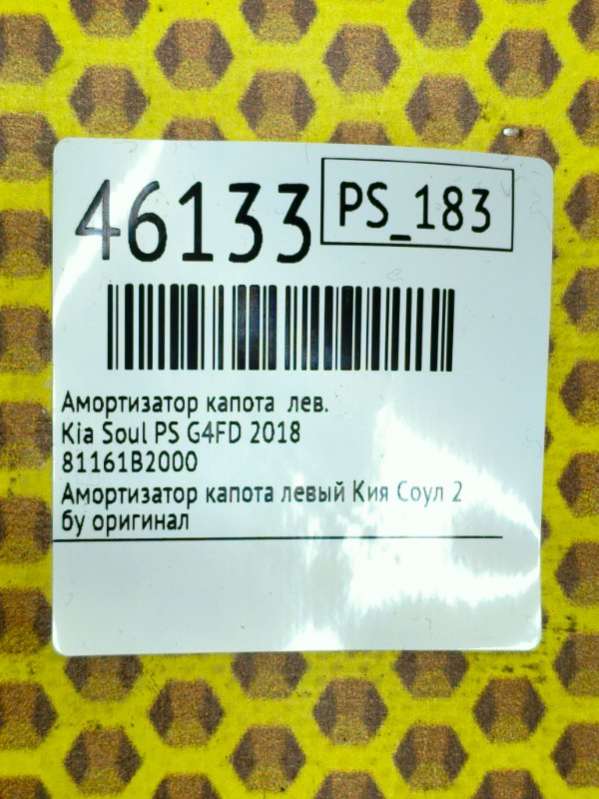 46133
PS_183
Амортизатор капота лев.
Kia Soul PS G4FD 2018
81161B2000
Амортизатор капота левый Кия Соул 2
бу оригинал